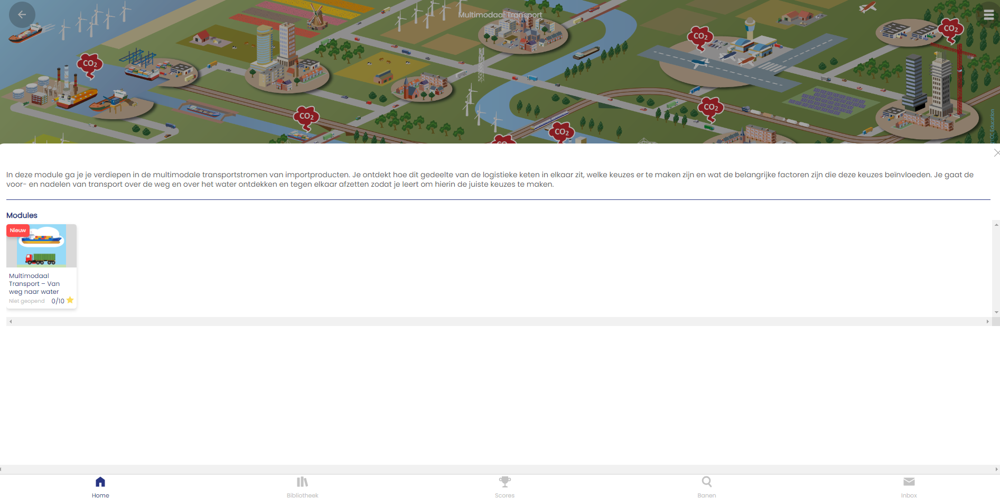 Multimodaal Transport
CO2
CO2
CO2
CO2
CO2
CO2
CE Education
In deze module ga je je verdiepen in de multimodale transportstromen van importproducten. Je ontdekt hoe dit gedeelte van de logistieke keten in elkaar zit, welke keuzes er te maken zijn en wat de belangrijke factoren zijn die deze keuzes beïnvloeden. Je gaat de
voor- en nadelen van transport over de weg en over het water ontdekken en tegen elkaar afzetten zodat je leert om hierin de juiste keuzes te maken.
Modules
Nieuw
Multimodaal
Transport – Van
weg naar water
Niet geopend 0/10
Home Bibliotheek Scores Banen Inbox